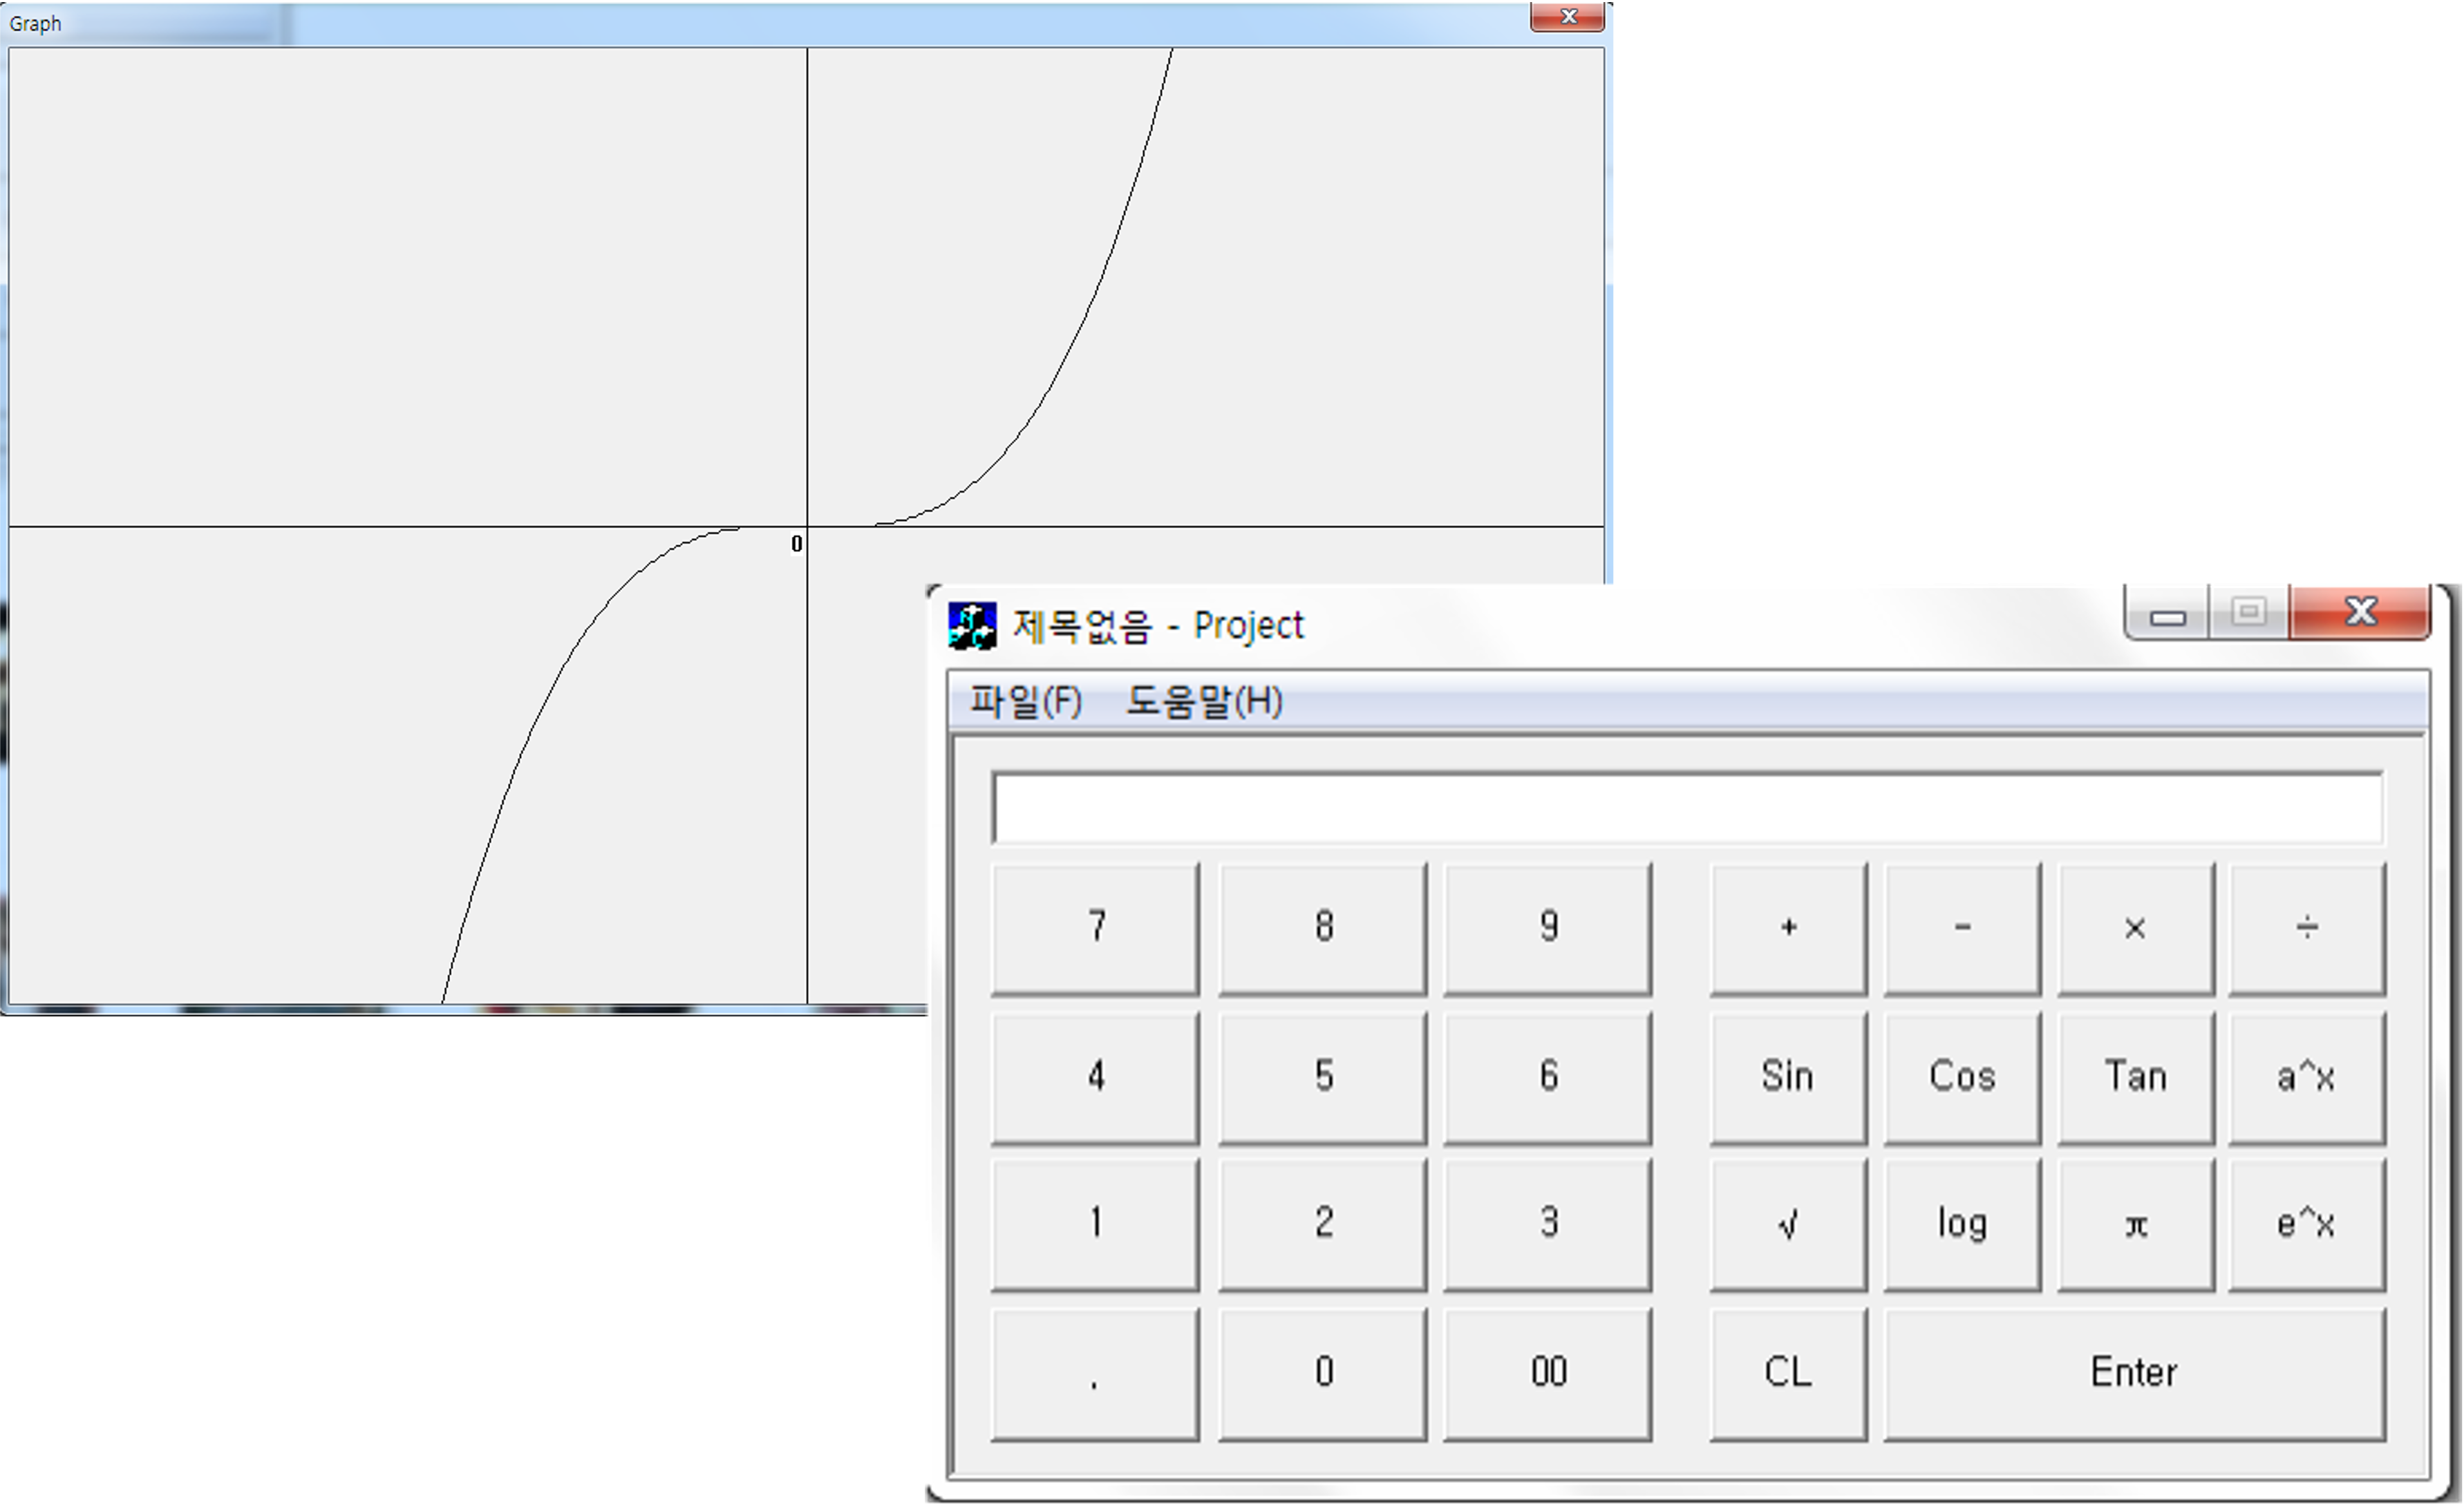 Graph
0
제목없음 - Project
파일(F) 도움말(H)
7 8 9 + - × ÷
4 5 6 Sin Cos Tan a^x
1 2 3 √ log π e^x
. 0 00 CL Enter